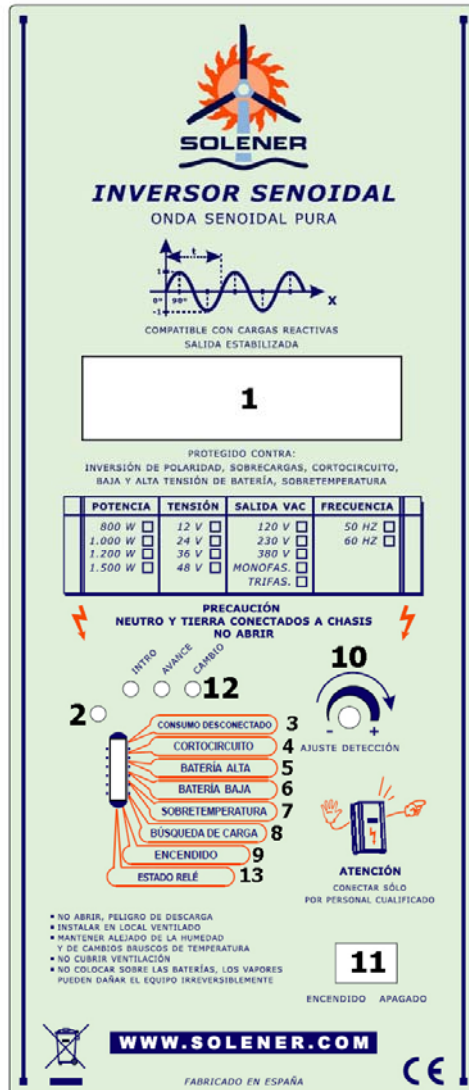 SOLENER
INVERSOR SENOIDAL
ONDA SENOIDAL PURA
t
1
0° 90°
-1
X
COMPATIBLE CON CARGAS REACTIVAS
SALIDA ESTABILIZADA
1
PROTEGIDO CONTRA:
INVERSIÓN DE POLARIDAD, SOBRECARGAS, CORTOCIRCUITO,
BAJA Y ALTA TENSIÓN DE BATERÍA, SOBRETEMPERATURA
POTENCIA TENSIÓN SALIDA VAC FRECUENCIA
800 W 12 V 120 V 50 HZ
1.000 W 24 V 230 V 60 HZ
1.200 W 36 V 380 V
1.500 W 48 V MONOFAS.
TRIFAS.
PRECAUCIÓN
NEUTRO Y TIERRA CONECTADOS A CHASIS
NO ABRIR
INTRO AVANCE CAMBIO
12
2
10
- +
AJUSTE DETECCIÓN
CONSUMO DESCONECTADO 3
CORTOCIRCUITO 4
BATERÍA ALTA 5
BATERÍA BAJA 6
SOBRETEMPERATURA 7
BÚSQUEDA DE CARGA 8
ENCENDIDO 9
ESTADO RELÉ 13
ATENCIÓN
CONECTAR SÓLO
POR PERSONAL CUALIFICADO
▪ NO ABRIR, PELIGRO DE DESCARGA
▪ INSTALAR EN LOCAL VENTILADO
▪ MANTENER ALEJADO DE LA HUMEDAD
Y DE CAMBIOS BRUSCOS DE TEMPERATURA
▪ NO CUBRIR VENTILACIÓN
▪ NO COLOCAR SOBRE LAS BATERÍAS, LOS VAPORES
PUEDEN DAÑAR EL EQUIPO IRREVERSIBLEMENTE
11
ENCENDIDO APAGADO
WWW.SOLENER.COM
FABRICADO EN ESPAÑA
CE